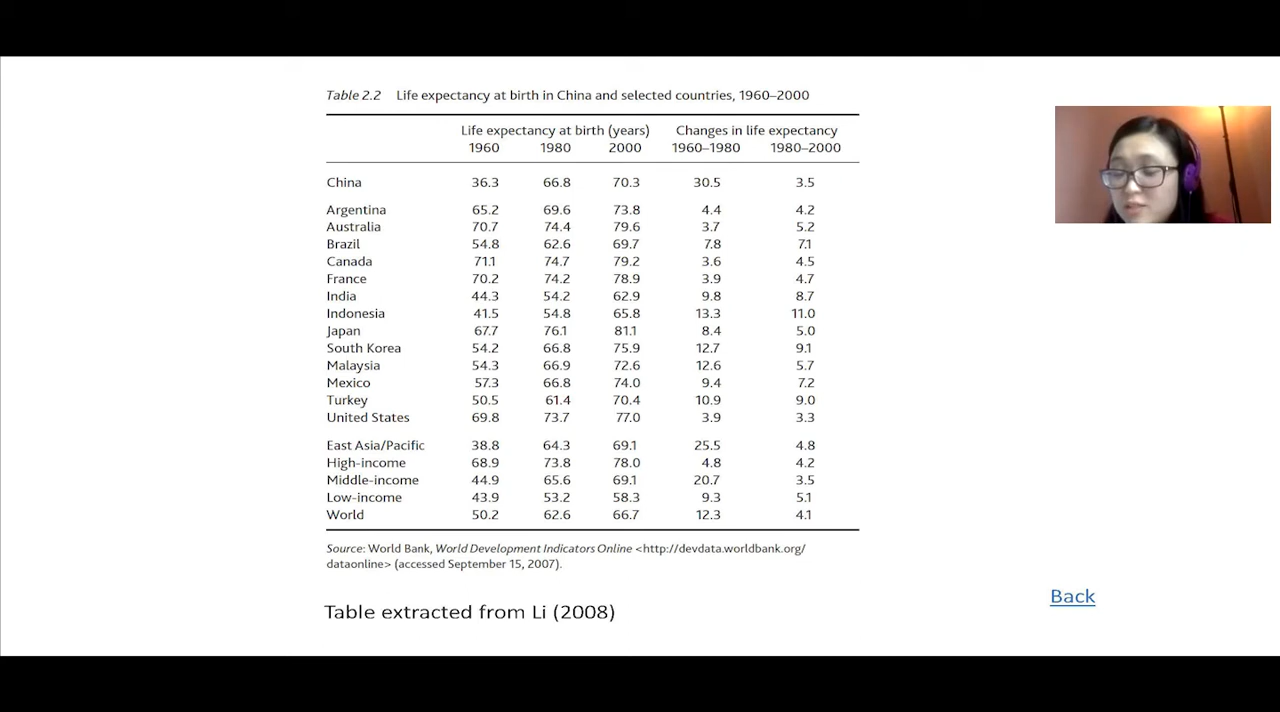 Table 2.2 Life expectancy at birth in China and selected countries, 1960–2000
Life expectancy at birth (years) Changes in life expectancy
1960 1980 2000 1960–1980 1980–2000
China 36.3 66.8 70.3 30.5 3.5
Argentina 65.2 69.6 73.8 4.4 4.2
Australia 70.7 74.4 79.6 3.7 5.2
Brazil 54.8 62.6 69.7 7.8 7.1
Canada 71.1 74.7 79.2 3.6 4.5
France 70.2 74.2 78.9 3.9 4.7
India 44.3 54.2 62.9 9.8 8.7
Indonesia 41.5 54.8 65.8 13.3 11.0
Japan 67.7 76.1 81.1 8.4 5.0
South Korea 54.2 66.8 75.9 12.7 9.1
Malaysia 54.3 66.9 72.6 12.6 5.7
Mexico 57.3 66.8 74.0 9.4 7.2
Turkey 50.5 61.4 70.4 10.9 9.0
United States 69.8 73.7 77.0 3.9 3.3
East Asia/Pacific 38.8 64.3 69.1 25.5 4.8
High-income 68.9 73.8 78.0 4.8 4.2
Middle-income 44.9 65.6 69.1 20.7 3.5
Low-income 43.9 53.2 58.3 9.3 5.1
World 50.2 62.6 66.7 12.3 4.1
Source: World Bank, World Development Indicators Online <http://devdata.worldbank.org/
dataonline> (accessed September 15, 2007).
Back
Table extracted from Li (2008)